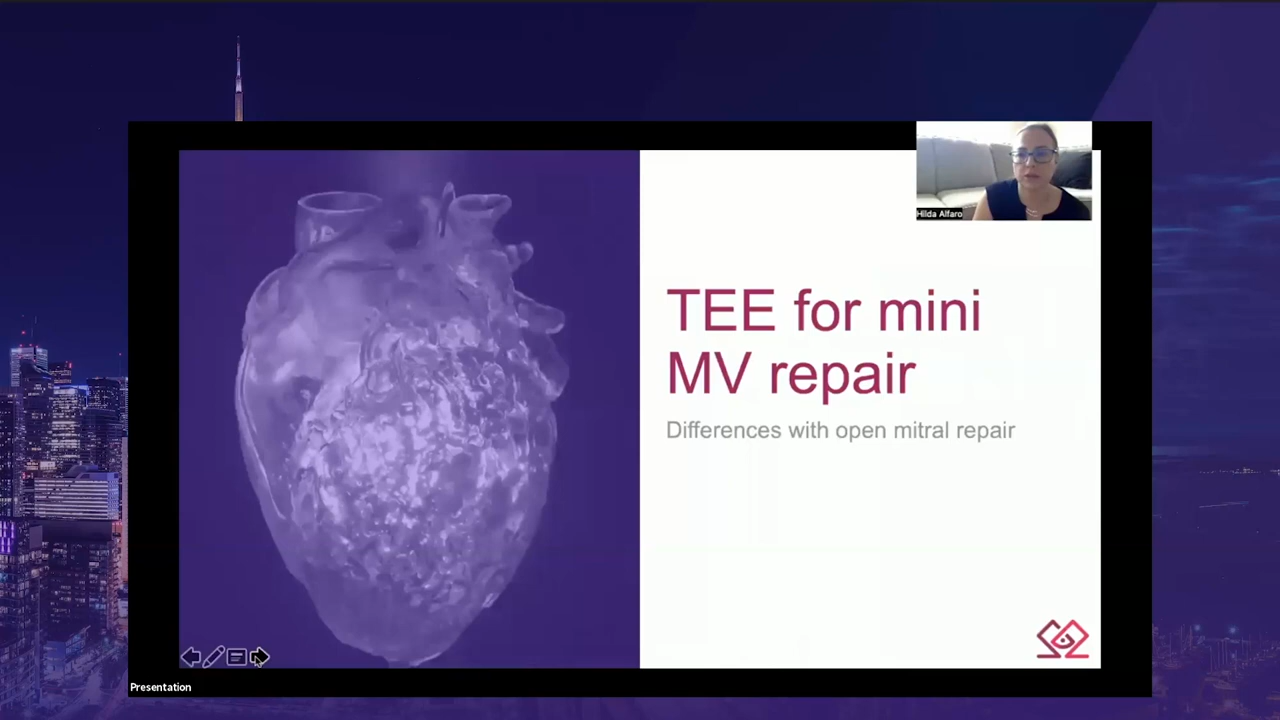 Hilda Alfaro
TEE for mini
MV repair
Differences with open mitral repair
Presentation